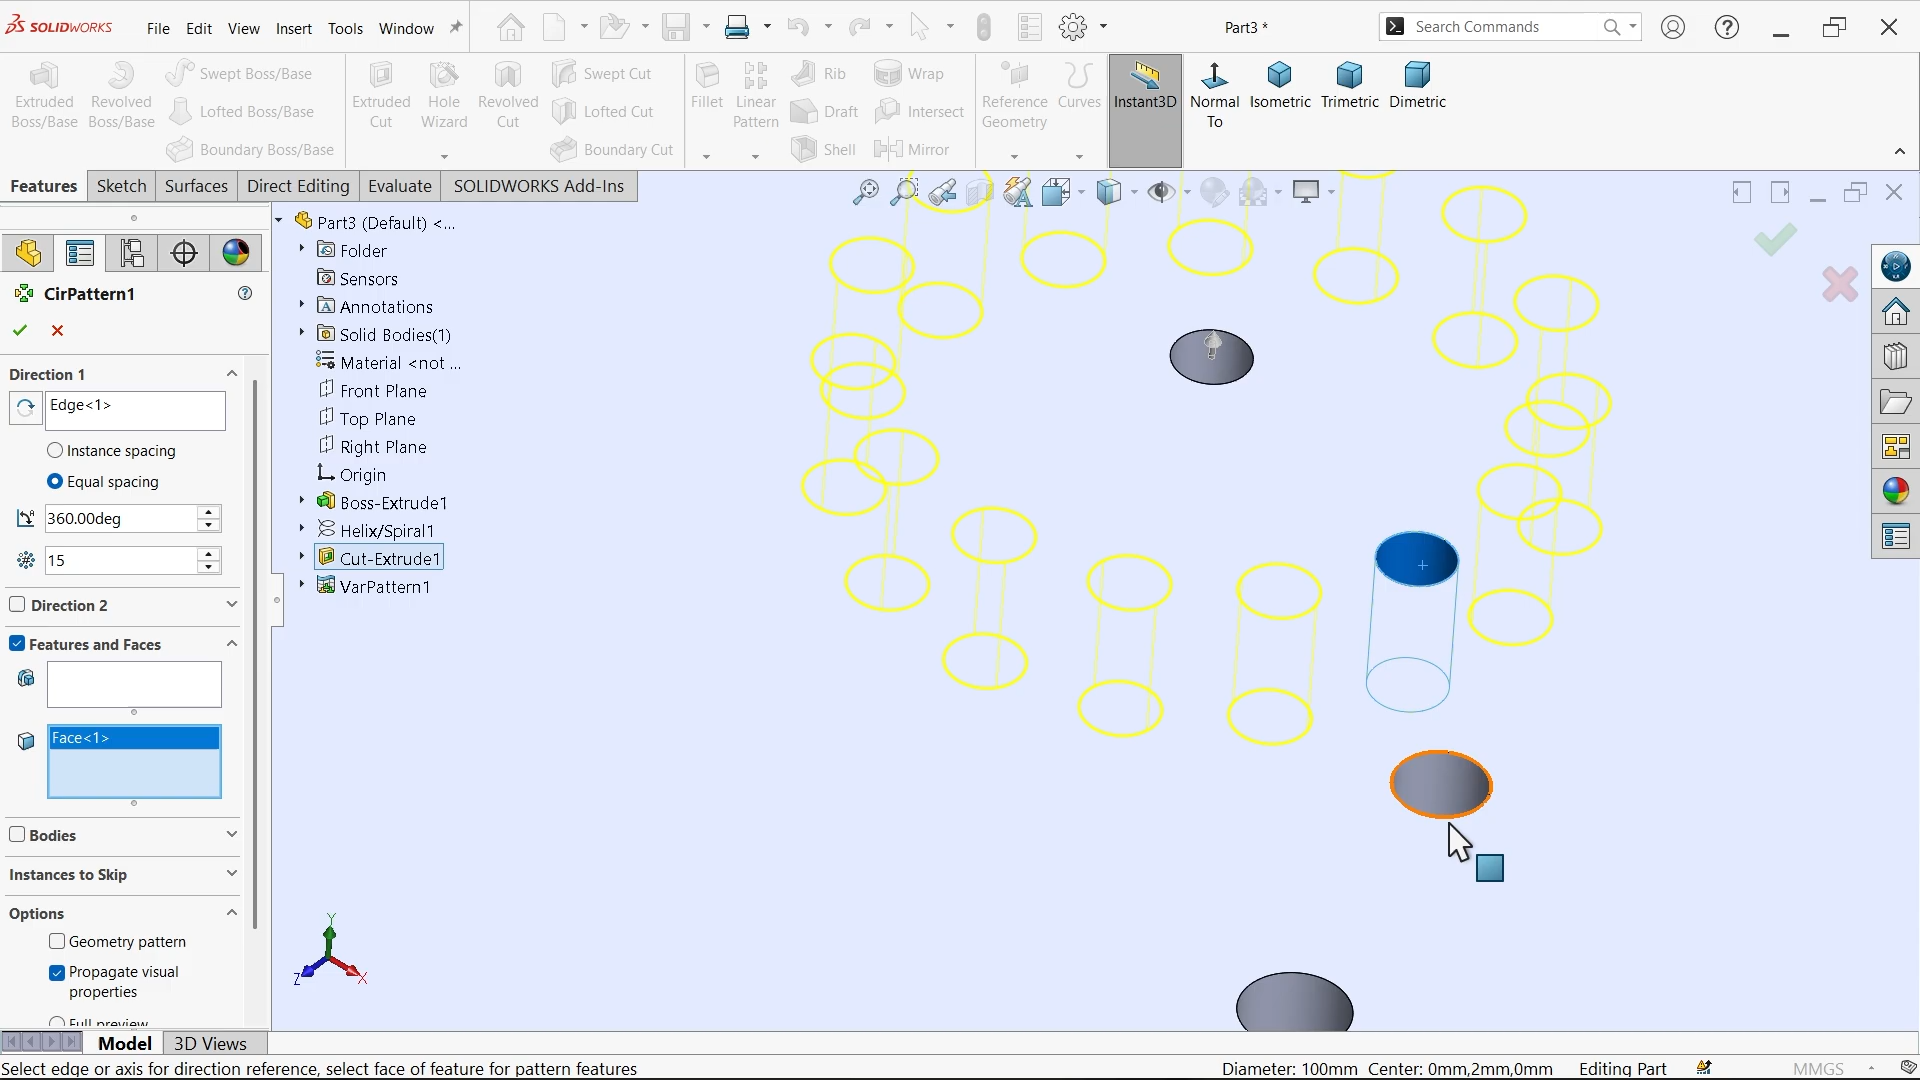 SOLIDWORKS
File Edit View Insert Tools Window
Part3 *
Search Commands
Extruded Boss/Base
Revolved Boss/Base
Swept Boss/Base
Lofted Boss/Base
Boundary Boss/Base
Extruded Cut
Hole Wizard
Revolved Cut
Swept Cut
Lofted Cut
Boundary Cut
Fillet
Linear Pattern
Rib
Draft
Shell
Wrap
Intersect
Mirror
Reference Geometry
Curves
Instant3D
Normal To
Isometric
Trimetric
Dimetric
Features Sketch Surfaces Direct Editing Evaluate SOLIDWORKS Add-Ins
CirPattern1
Direction 1
Edge<1>
Instance spacing
Equal spacing
360.00deg
15
Direction 2
Features and Faces
Face<1>
Bodies
Instances to Skip
Options
Geometry pattern
Propagate visual
properties
Full preview
Part3 (Default) <...
Folder
Sensors
Annotations
Solid Bodies(1)
Material <not ...
Front Plane
Top Plane
Right Plane
Origin
Boss-Extrude1
Helix/Spiral1
Cut-Extrude1
VarPattern1
Y
Z
X
Model 3D Views
Select edge or axis for direction reference, select face of feature for pattern features
Diameter: 100mm Center: 0mm,2mm,0mm
Editing Part
MMGS